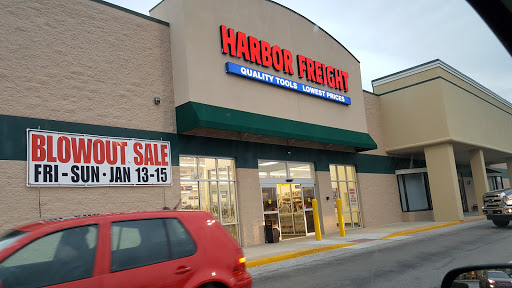 HARBOR FREIGHT
QUALITY TOOLS LOWEST PRICES
BLOWOUT SALE
FRI - SUN · JAN 13-15